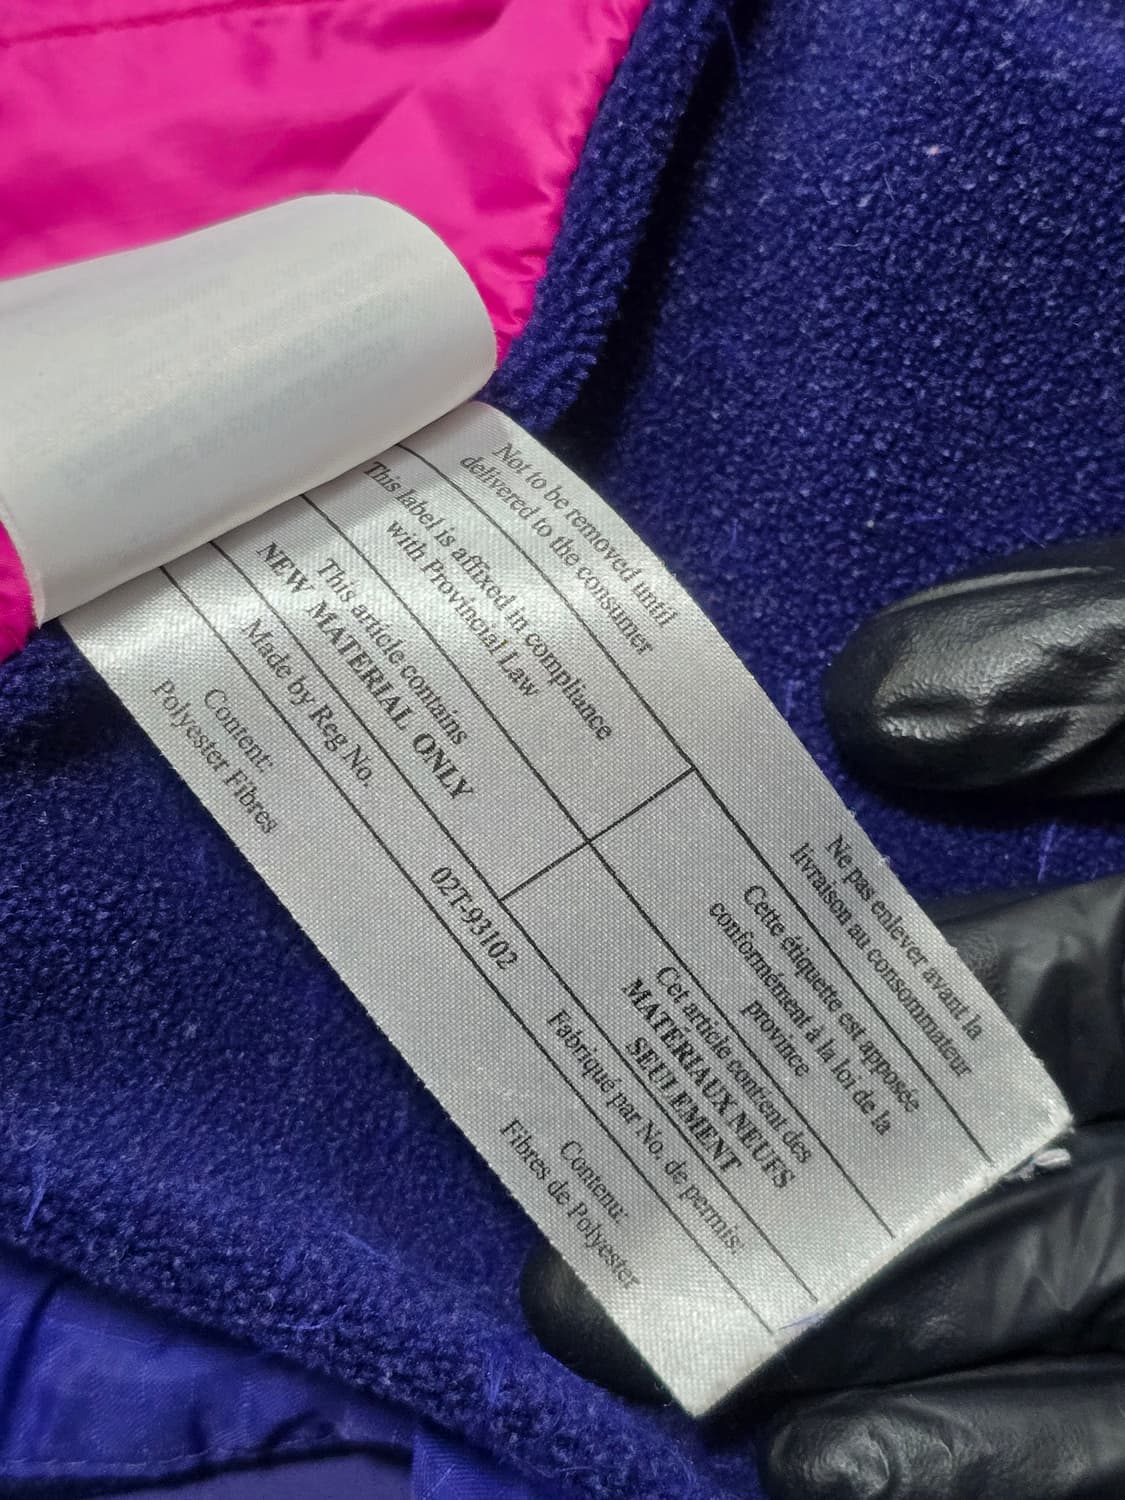 Not to be removed until
delivered to the consumer
Ne pas enlever avant la
livraison au consommateur
This label is affixed in compliance
with Provincial Law
Cette étiquette est apposée
conformément à la loi de la
province
This article contains
NEW MATERIAL ONLY
Cet article contient des
MATÉRIAUX NEUFS
SEULEMENT
Made by Reg No.
02T-93102
Fabriqué par No. de permis:
Content:
Polyester Fibres
Contenu:
Fibres de Polyester